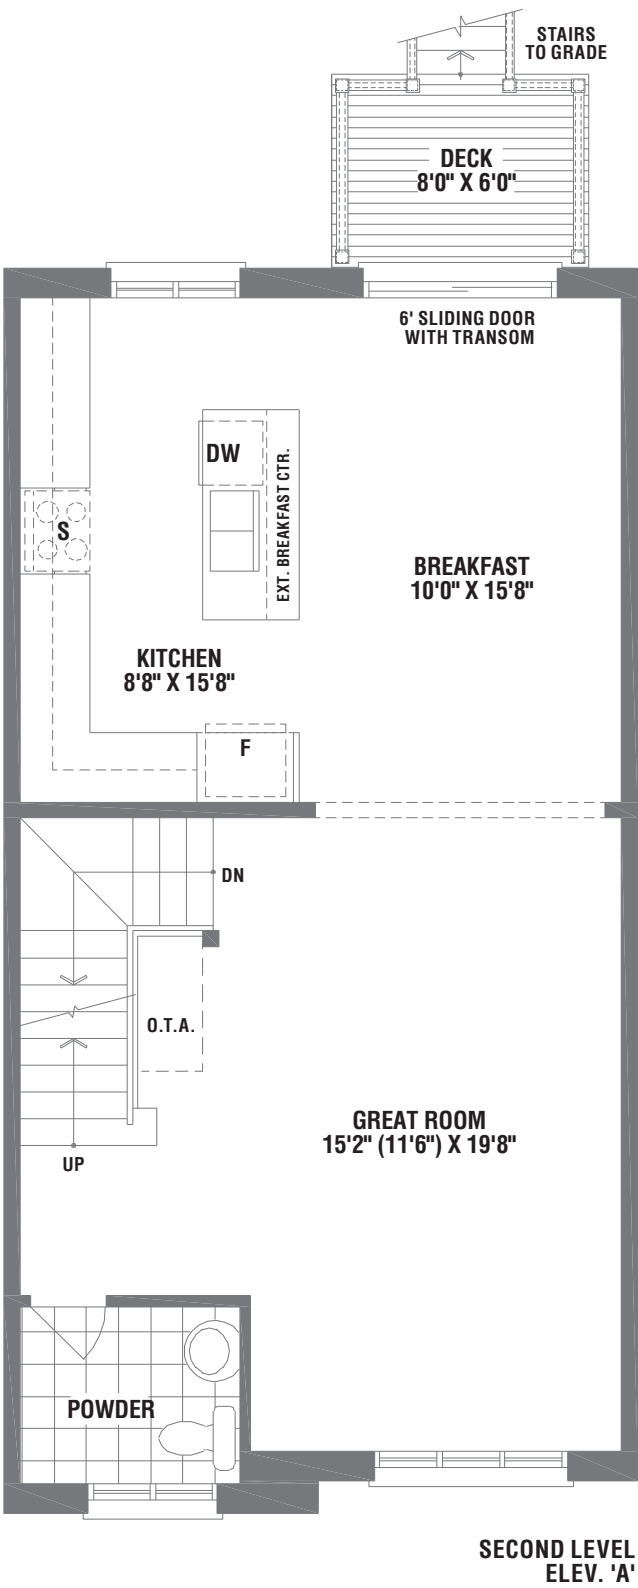 STAIRS
TO GRADE
DECK
8'0" X 6'0"
6' SLIDING DOOR
WITH TRANSOM
DW
EXT. BREAKFAST CTR.
S
BREAKFAST
10'0" X 15'8"
KITCHEN
8'8" X 15'8"
F
DN
O.T.A.
GREAT ROOM
15'2" (11'6") X 19'8"
UP
POWDER
SECOND LEVEL
ELEV. 'A'